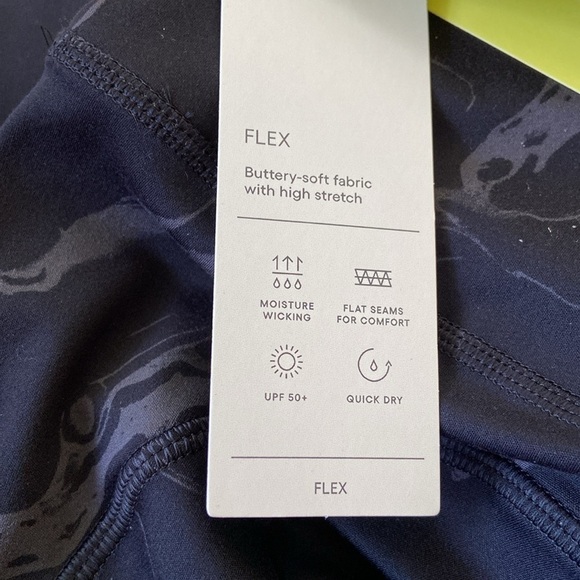 FLEX
Buttery-soft fabric
with high stretch
MOISTURE
WICKING
FLAT SEAMS
FOR COMFORT
UPF 50+
QUICK DRY
FLEX